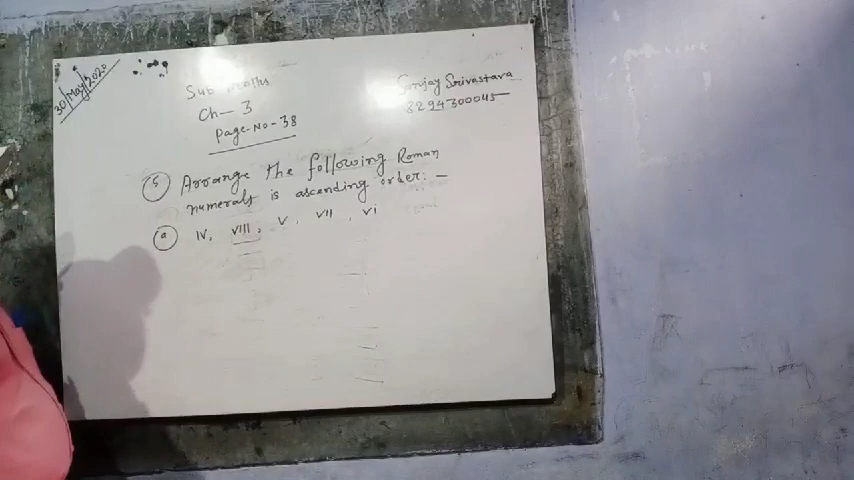 30/May/2020
Sub Maths
Ch- 3
Page-No-38
Sanjay Srivastava
8294300045
5 Arrange the following Roman
numerals is ascending order:-
a IV, VIII, V, VII, VI